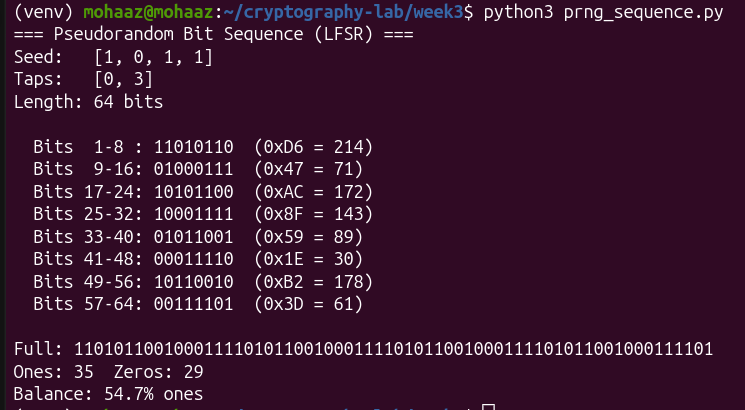 (venv) mohaaz@mohaaz:~/cryptography-lab/week3$ python3 prng_sequence.py
=== Pseudorandom Bit Sequence (LFSR) ===
Seed:   [1, 0, 1, 1]
Taps:   [0, 3]
Length: 64 bits
  Bits  1-8 : 11010110  (0xD6 = 214)
  Bits  9-16: 01000111  (0x47 = 71)
  Bits 17-24: 10101100  (0xAC = 172)
  Bits 25-32: 10001111  (0x8F = 143)
  Bits 33-40: 01011001  (0x59 = 89)
  Bits 41-48: 00011110  (0x1E = 30)
  Bits 49-56: 10110010  (0xB2 = 178)
  Bits 57-64: 00111101  (0x3D = 61)
Full: 1101011001000111101011001000111101011001000111101011001000111101
Ones: 35  Zeros: 29
Balance: 54.7% ones